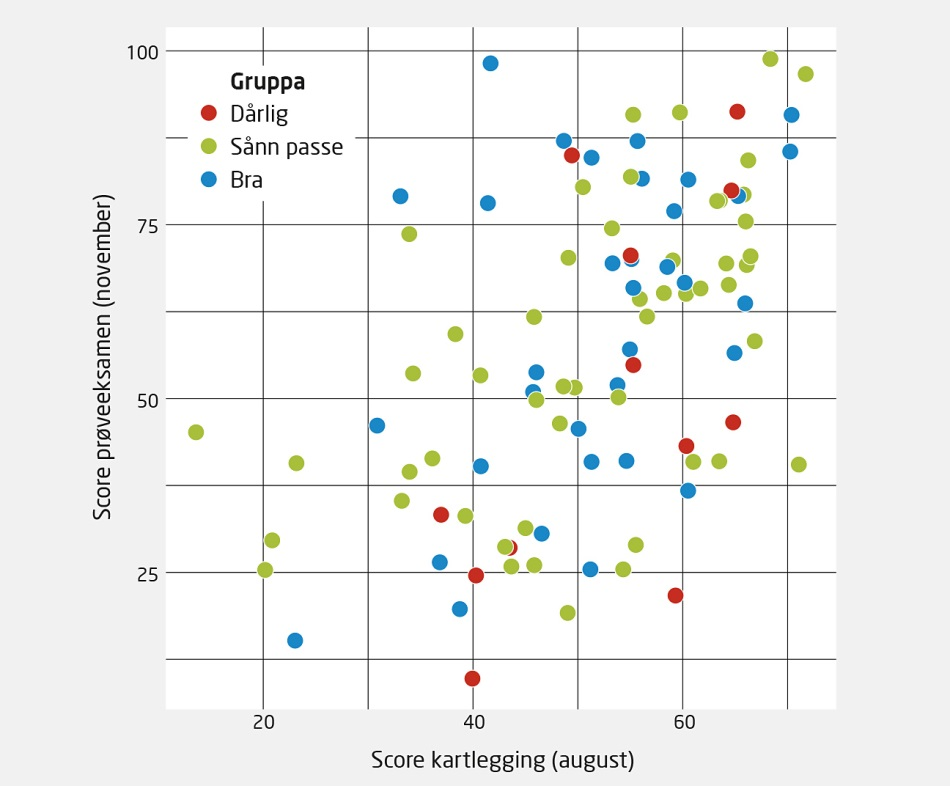 100
Gruppa
Dårlig
Sånn passe
Bra
75
50
25
Score prøveeksamen (november)
20 40 60
Score kartlegging (august)